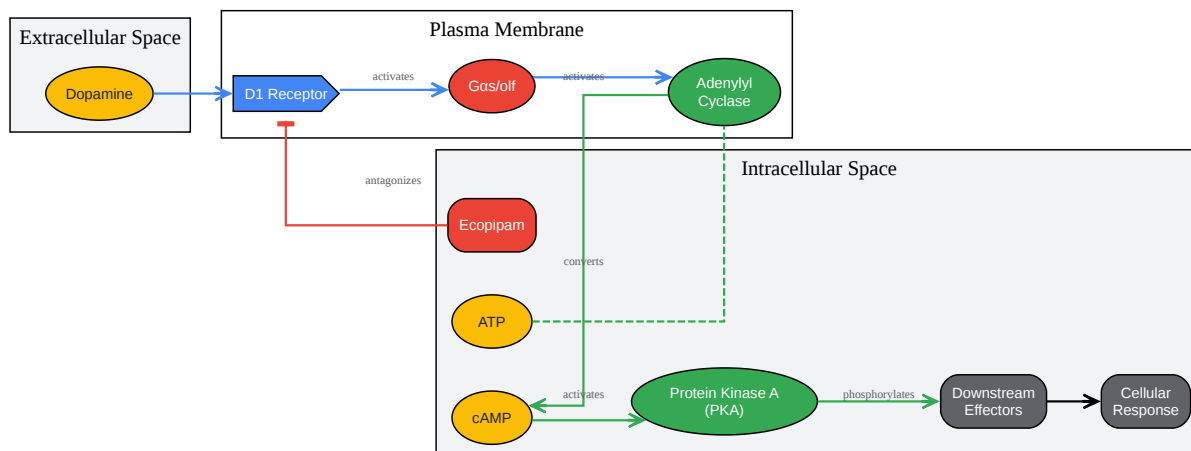 Extracellular Space
Plasma Membrane
Dopamine
D1 Receptor
activates
Gαs/olf
activates
Adenylyl
Cyclase
Intracellular Space
antagonizes
Ecopipam
converts
ATP
cAMP
activates
Protein Kinase A
(PKA)
phosphorylates
Downstream
Effectors
Cellular
Response